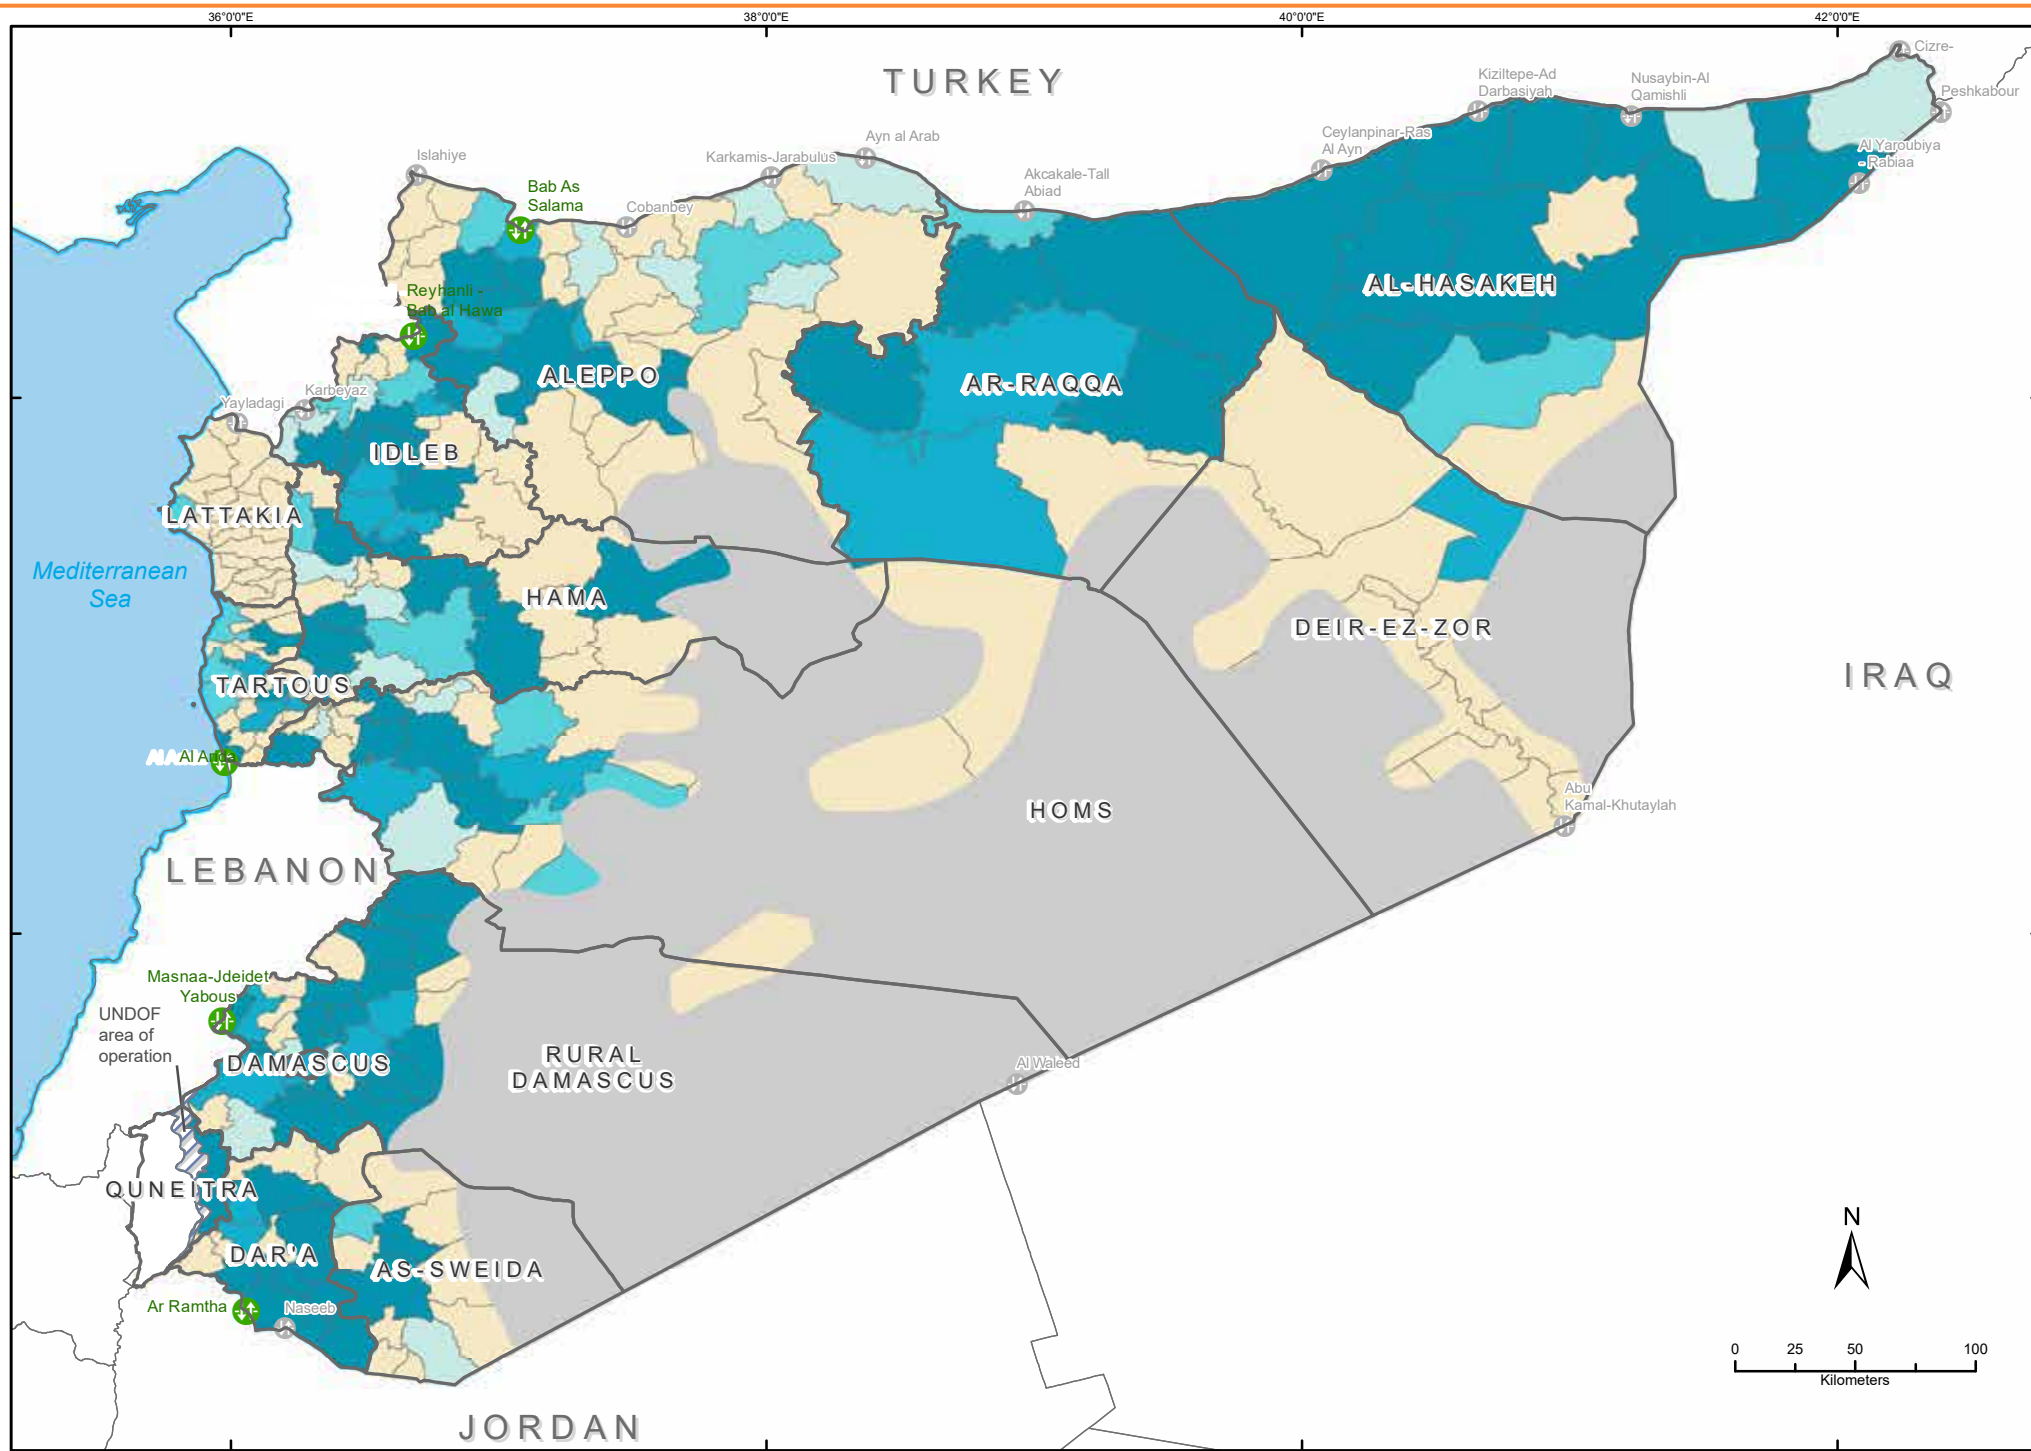 36°0'0"E
38°0'0"E
40°0'0"E
42°0'0"E
TURKEY
Cizre-
Kiziltepe-Ad
Darbasiyah
Nusaybin-Al
Qamishli
Peshkabour
Ceylanpinar-Ras
Al Ayn
Al Yaroubiya
- Rabiaa
Islahiye
Karkamis-Jarabulus
Ayn al Arab
Akcakale-Tall
Abiad
Bab As
Salama
Cobanbey
Reyhanli -
Bab al Hawa
AL-HASAKEH
ALEPPO
AR-RAQQA
Karbeyaz
Yayladagi
IDLEB
LATTAKIA
Mediterranean
Sea
HAMA
DEIR-EZ-ZOR
IRAQ
TARTOUS
Al Arida
Abu
Kamal-Khutaylah
HOMS
LEBANON
Masnaa-Jdeidet
Yabous
UNDOF
area of
operation
DAMASCUS
RURAL
DAMASCUS
Al Waleed
QUNEITRA
DAR'A
AS-SWEIDA
Ar Ramtha
Naseeb
N
0 25 50 100
Kilometers
JORDAN